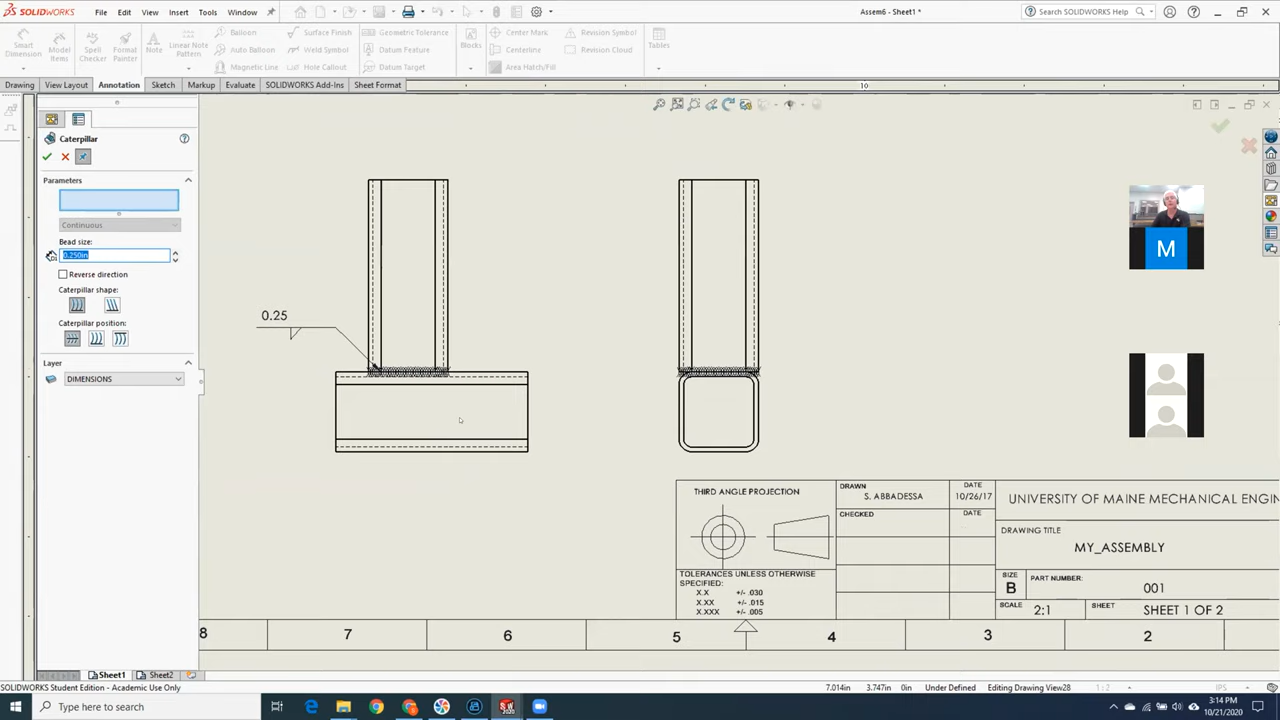 SOLIDWORKS File Edit View Insert Tools Window Assem6 - Sheet1 * Search SOLIDWORKS Help
Smart Dimension
Model Items
Spell Checker
Format Painter
Note
Linear Note Pattern
Balloon
Auto Balloon
Magnetic Line
Surface Finish
Weld Symbol
Hole Callout
Geometric Tolerance
Datum Feature
Datum Target
Blocks
Center Mark
Centerline
Area Hatch/Fill
Revision Symbol
Revision Cloud
Tables
Drawing View Layout Annotation Sketch Markup Evaluate SOLIDWORKS Add-Ins Sheet Format
10
Caterpillar
Parameters
Continuous
Bead size:
0.250in
Reverse direction
Caterpillar shape:
Caterpillar position:
Layer
DIMENSIONS
0.25
M
THIRD ANGLE PROJECTION
TOLERANCES UNLESS OTHERWISE
SPECIFIED:
X.X +/- .030
X.XX +/- .015
X.XXX +/- .005
DRAWN
S. ABBADESSA
DATE
10/26/17
CHECKED
DATE
UNIVERSITY OF MAINE MECHANICAL ENGI
DRAWING TITLE
MY_ASSEMBLY
SIZE
B
PART NUMBER:
001
SCALE
2:1
SHEET
SHEET 1 OF 2
8 7 6 5 4 3 2
Sheet1 Sheet2
SOLIDWORKS Student Edition - Academic Use Only 7.014in 3.747in 0in Under Defined Editing Drawing View28 1 : 2 IPS
Type here to search
3:14 PM
10/21/2020